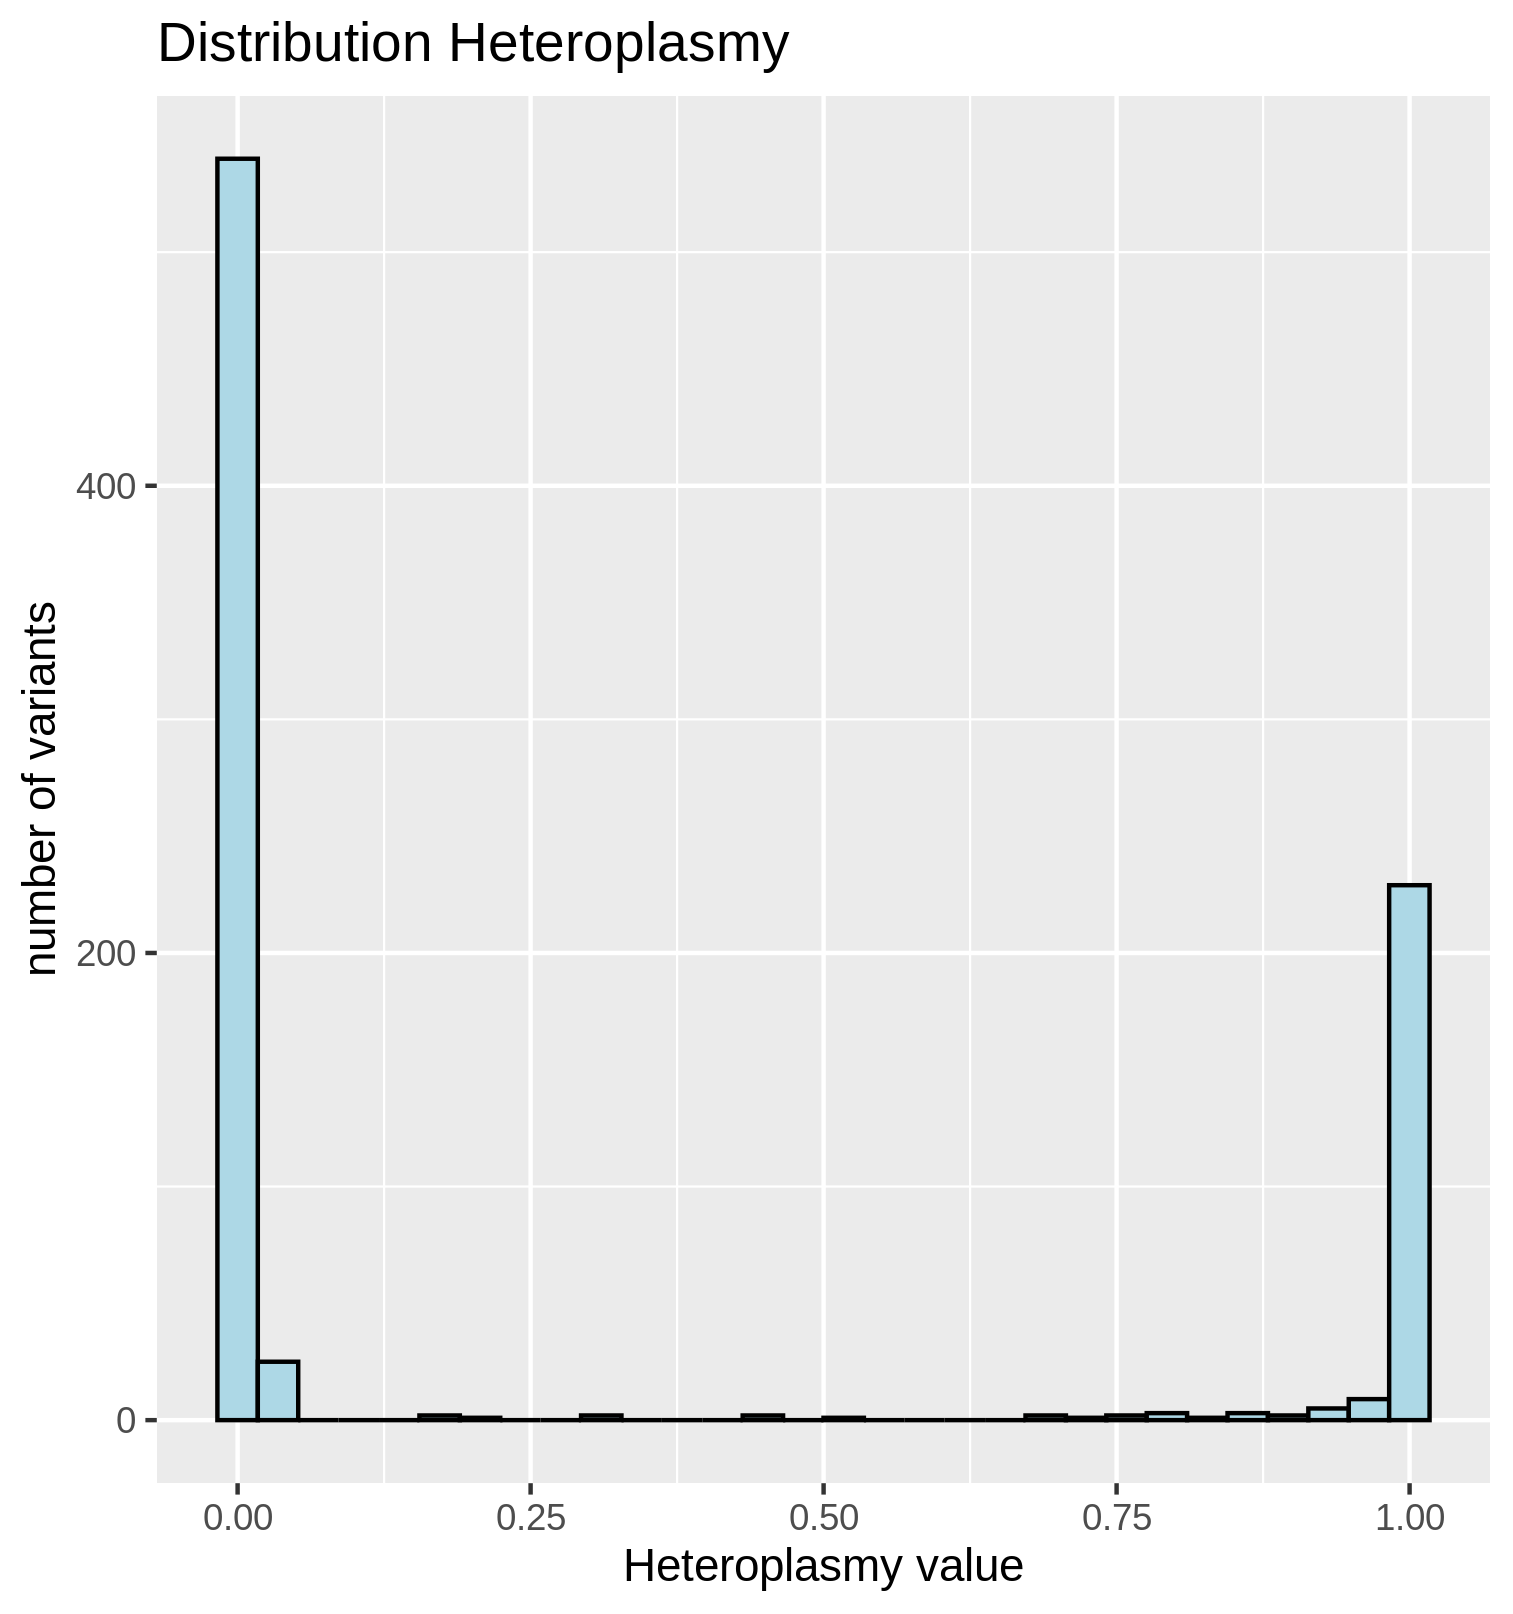 Distribution Heteroplasmy
number of variants
400
200
0
0.00 0.25 0.50 0.75 1.00
Heteroplasmy value